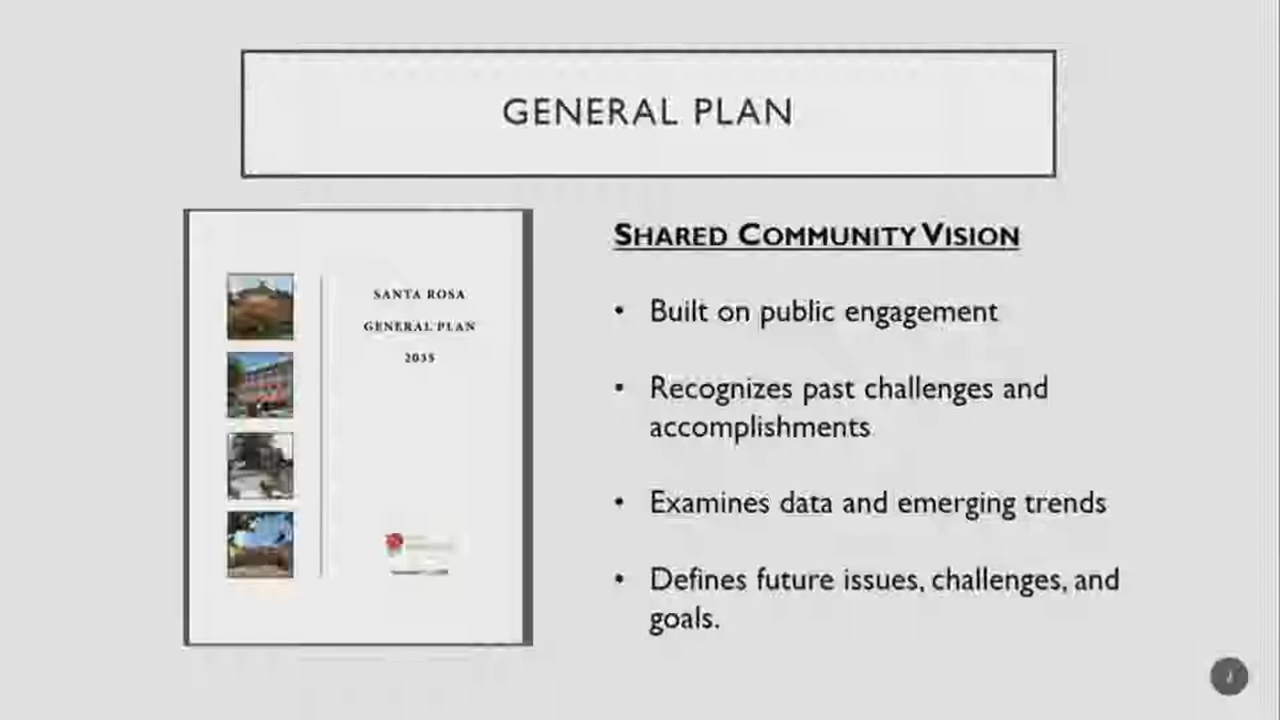 GENERAL PLAN
SANTA ROSA
GENERAL PLAN
2035
SHARED COMMUNITY VISION
• Built on public engagement
• Recognizes past challenges and
accomplishments
• Examines data and emerging trends
• Defines future issues, challenges, and
goals.